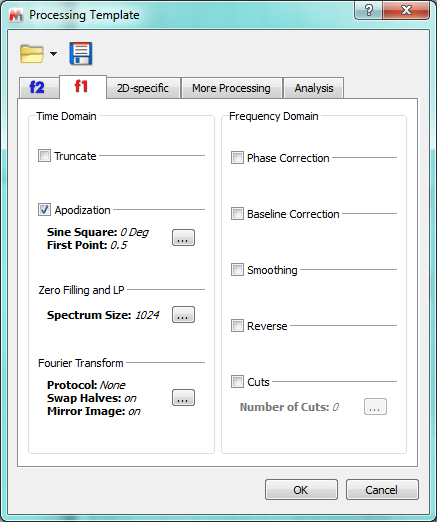 Processing Template
f2
f1
2D-specific
More Processing
Analysis
Time Domain
Truncate
Apodization
Sine Square: 0 Deg
First Point: 0.5
...
Zero Filling and LP
Spectrum Size: 1024
...
Fourier Transform
Protocol: None
Swap Halves: on
Mirror Image: on
...
Frequency Domain
Phase Correction
Baseline Correction
Smoothing
Reverse
Cuts
Number of Cuts: 0
...
OK
Cancel